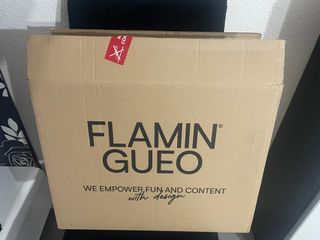 FLAMIN®
GUEO
WE EMPOWER FUN AND CONTENT
with design